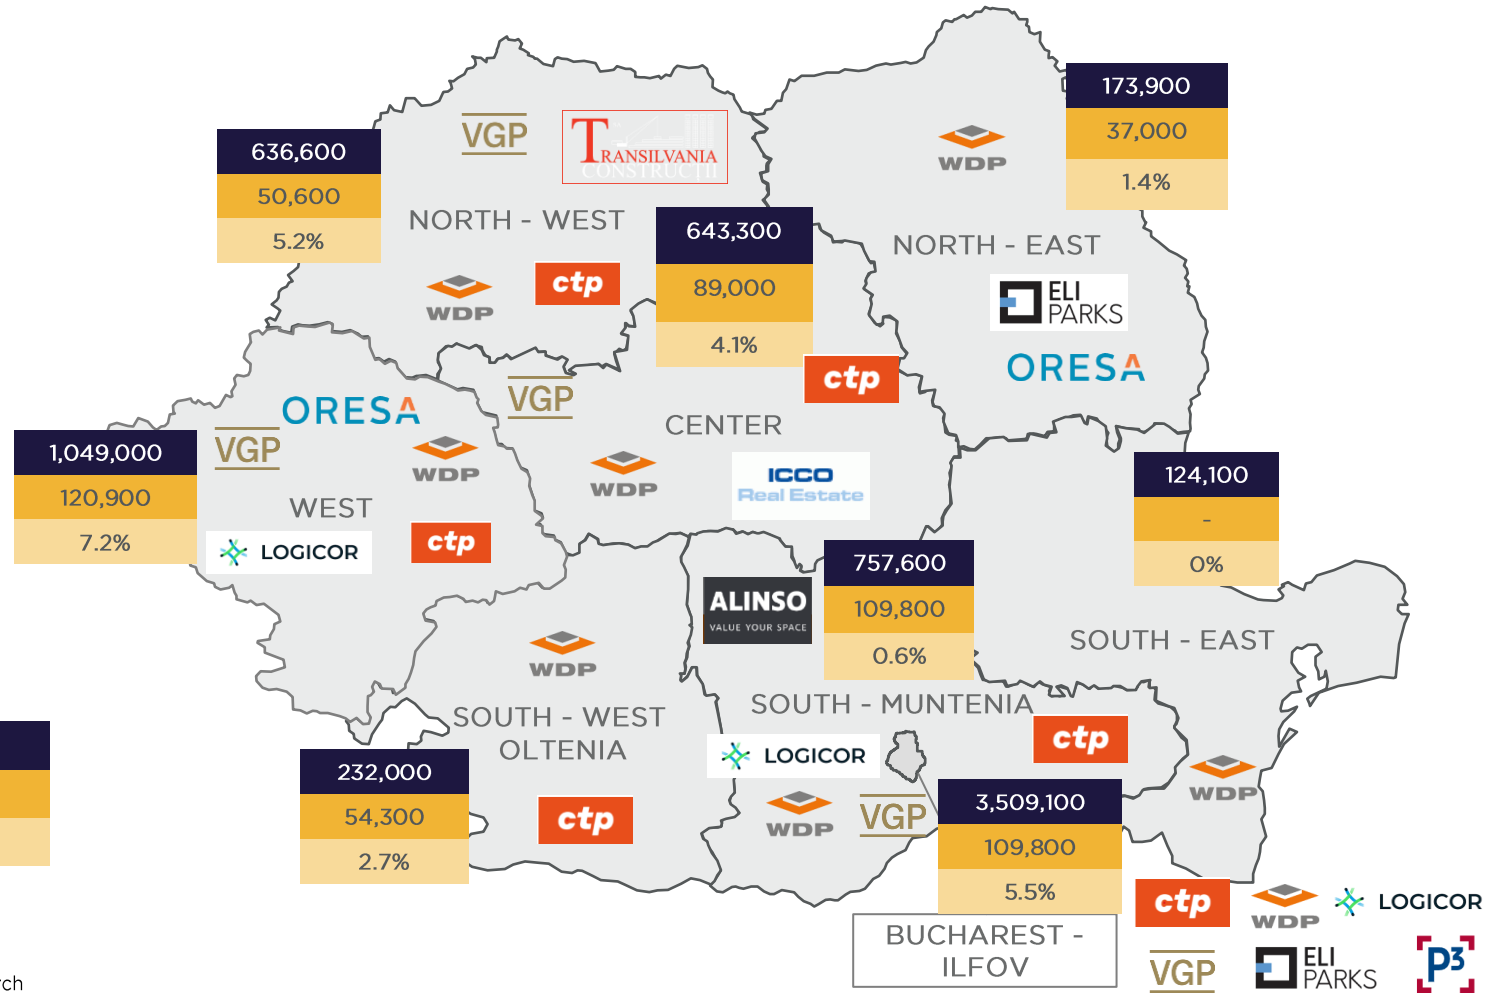 173,900
37,000
1.4%
VGP
TRANSILVANIA
CONSTRUCȚII
WDP
636,600
50,600
5.2%
NORTH - WEST
643,300
89,000
4.1%
NORTH - EAST
WDP
ctp
ELI
PARKS
ORESA
ctp
VGP
ORESA
CENTER
VGP
WDP
WDP
ICCO
Real Estate
1,049,000
120,900
7.2%
WEST
LOGICOR
ctp
124,100
-
0%
757,600
109,800
0.6%
ALINSO
VALUE YOUR SPACE
WDP
SOUTH - EAST
SOUTH - MUNTENIA
SOUTH - WEST
OLTENIA
ctp
LOGICOR
WDP
232,000
54,300
2.7%
ctp
WDP
VGP
3,509,100
109,800
5.5%
BUCHAREST -
ILFOV
ctp
WDP
LOGICOR
VGP
ELI
PARKS
P3
rch